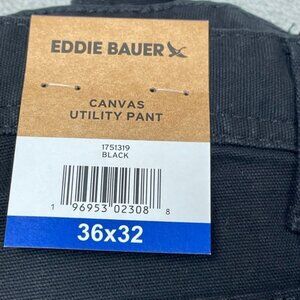 EDDIE BAUER
CANVAS
UTILITY PANT
1751319
BLACK
1 96953 02308 8
36x32